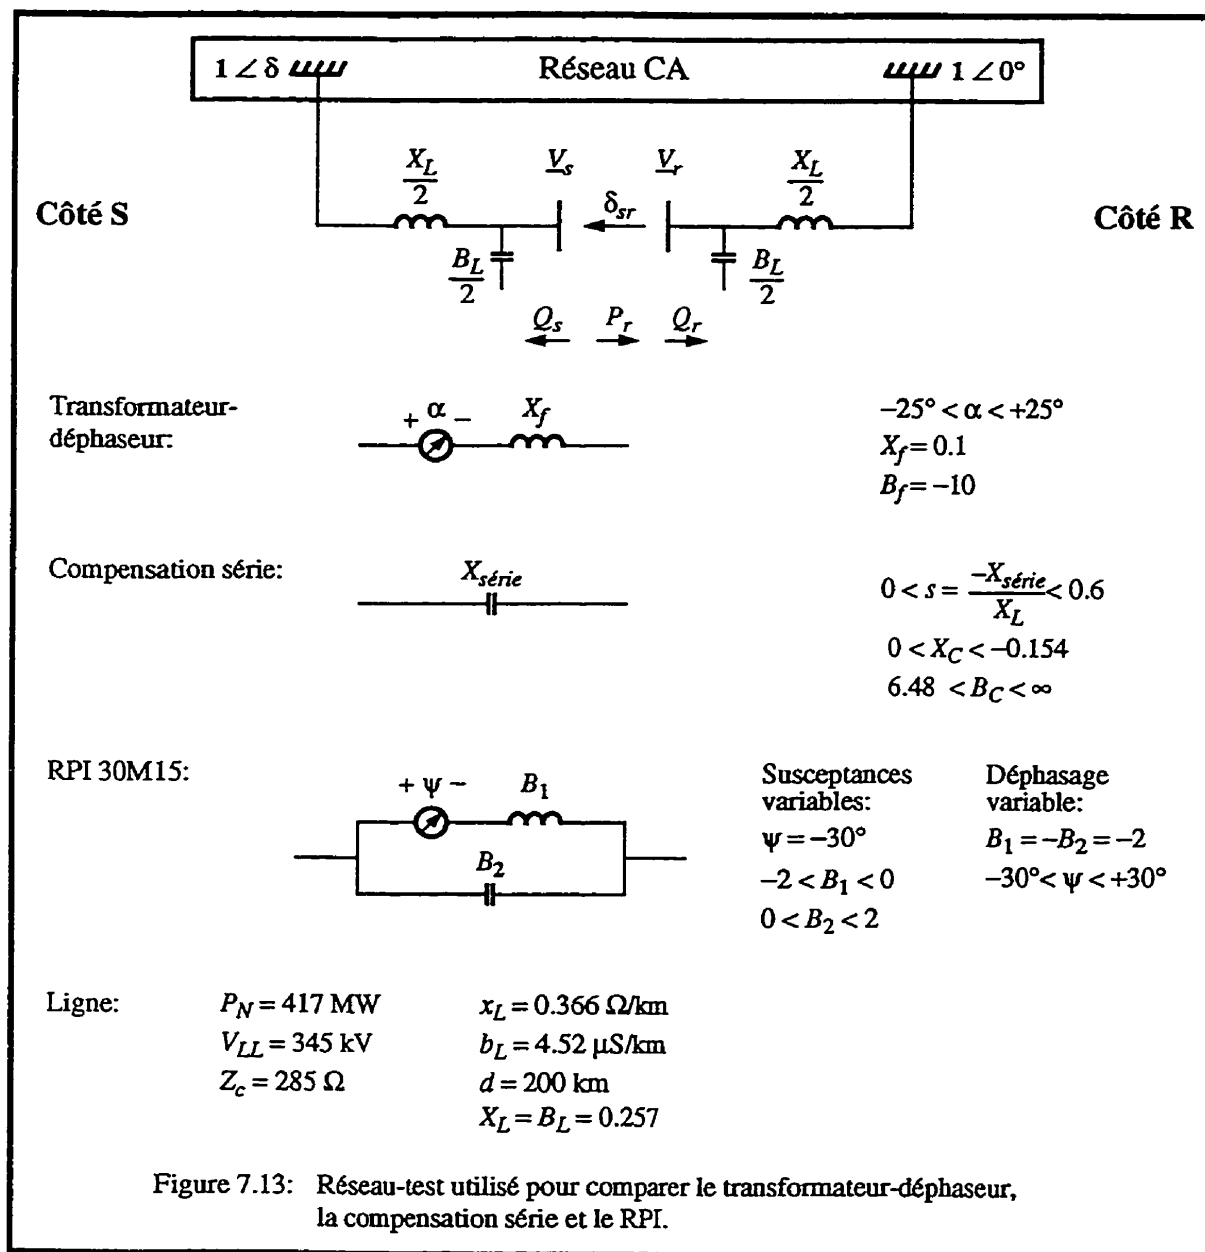 1 ∠ δ Réseau CA 1 ∠ 0°
X_L/2 V_s V_r X_L/2
Côté S δ_sr Côté R
B_L/2 B_L/2
Q_s P_r Q_r
Transformateur-
déphaseur:
+ α − X_f
−25° < α < +25°
X_f = 0.1
B_f = −10
Compensation série:
X_série
0 < s = −X_série/X_L < 0.6
0 < X_C < −0.154
6.48 < B_C < ∞
RPI 30M15:
+ ψ − B_1
B_2
Susceptances
variables:
ψ = −30°
−2 < B_1 < 0
0 < B_2 < 2
Déphasage
variable:
B_1 = −B_2 = −2
−30° < ψ < +30°
Ligne:
P_N = 417 MW
V_LL = 345 kV
Z_c = 285 Ω
x_L = 0.366 Ω/km
b_L = 4.52 µS/km
d = 200 km
X_L = B_L = 0.257
Figure 7.13: Réseau-test utilisé pour comparer le transformateur-déphaseur,
la compensation série et le RPI.